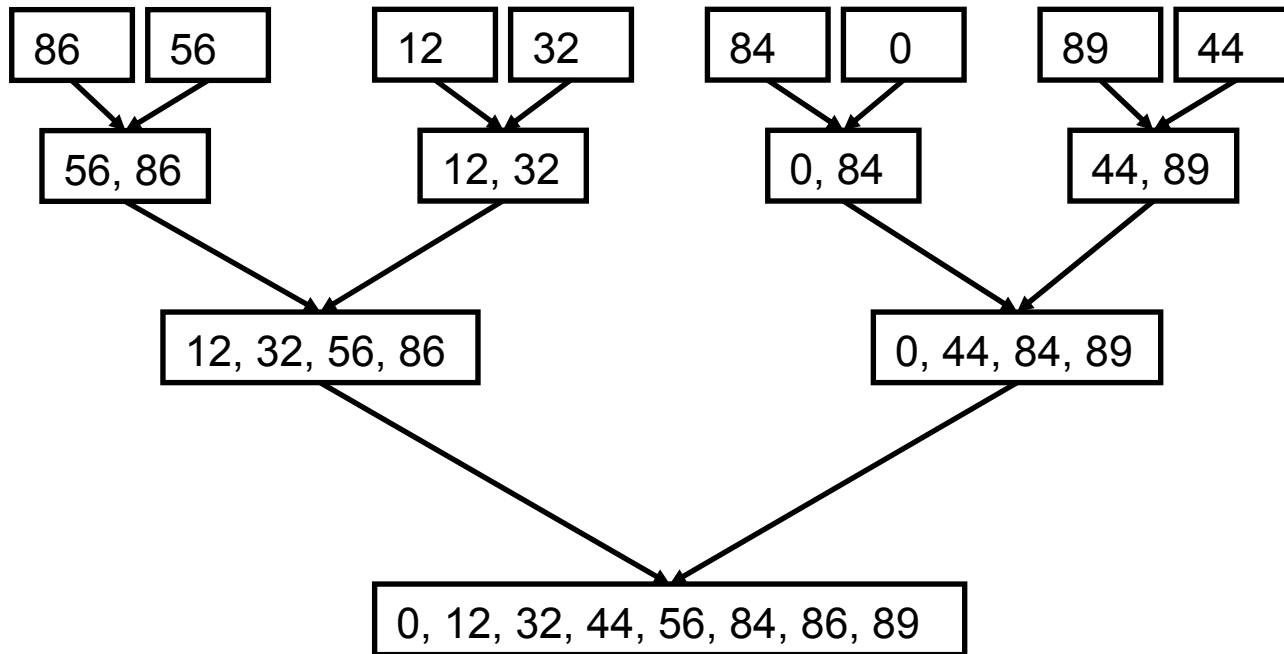 86 56 12 32 84 0 89 44
56, 86 12, 32 0, 84 44, 89
12, 32, 56, 86 0, 44, 84, 89
0, 12, 32, 44, 56, 84, 86, 89